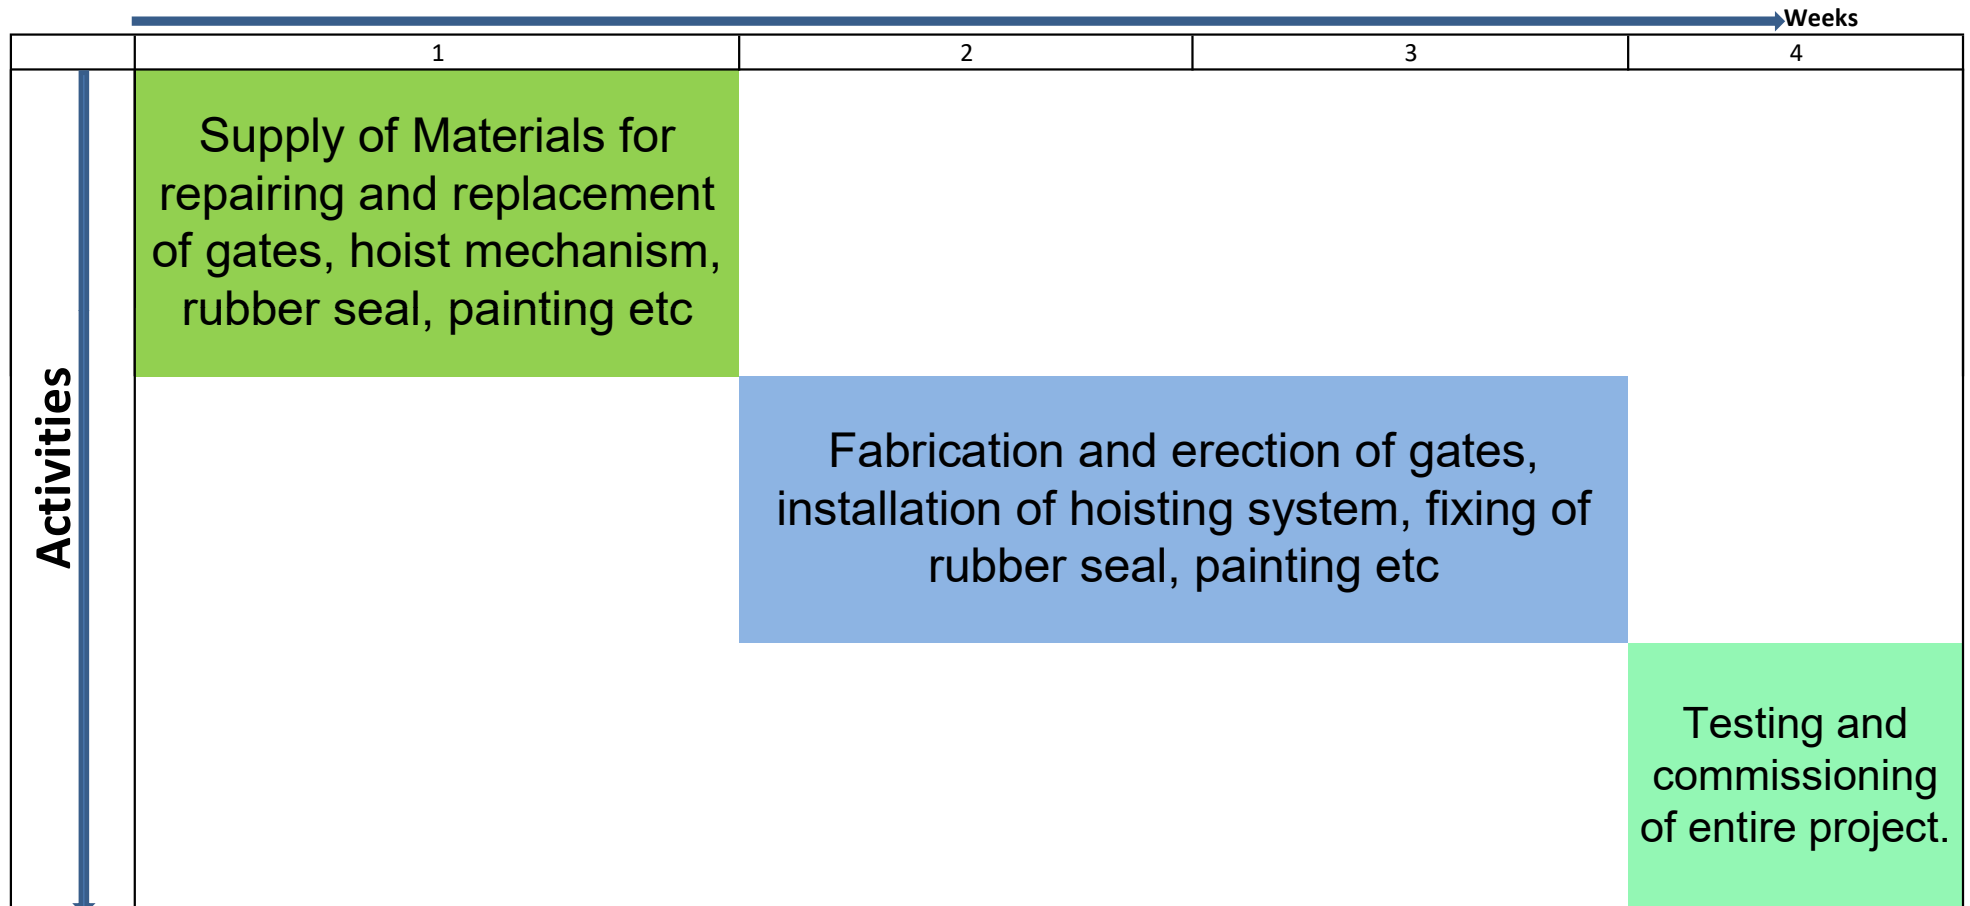 Weeks
1 2 3 4
Activities
Supply of Materials for
repairing and replacement
of gates, hoist mechanism,
rubber seal, painting etc
Fabrication and erection of gates,
installation of hoisting system, fixing of
rubber seal, painting etc
Testing and
commissioning
of entire project.